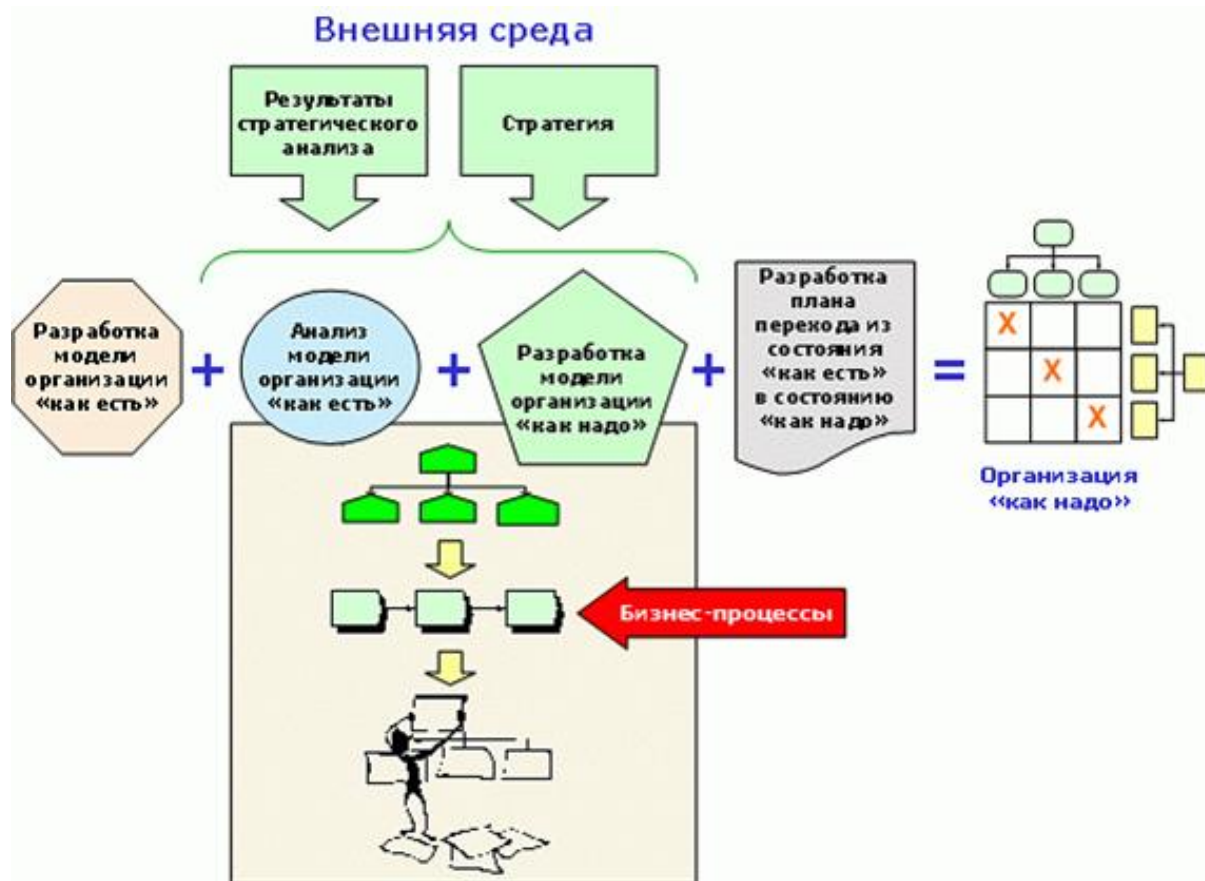 Внешняя среда
Результаты
стратегического
анализа
Стратегия
Разработка
модели
организации
«как есть»
+
Анализ
модели
организации
«как есть»
+
Разработка
модели
организации
«как надо»
+
Разработка
плана
перехода из
состояния
«как есть»
в состоянию
«как надо»
=
X
X
X
Организация
«как надо»
Бизнес-процессы